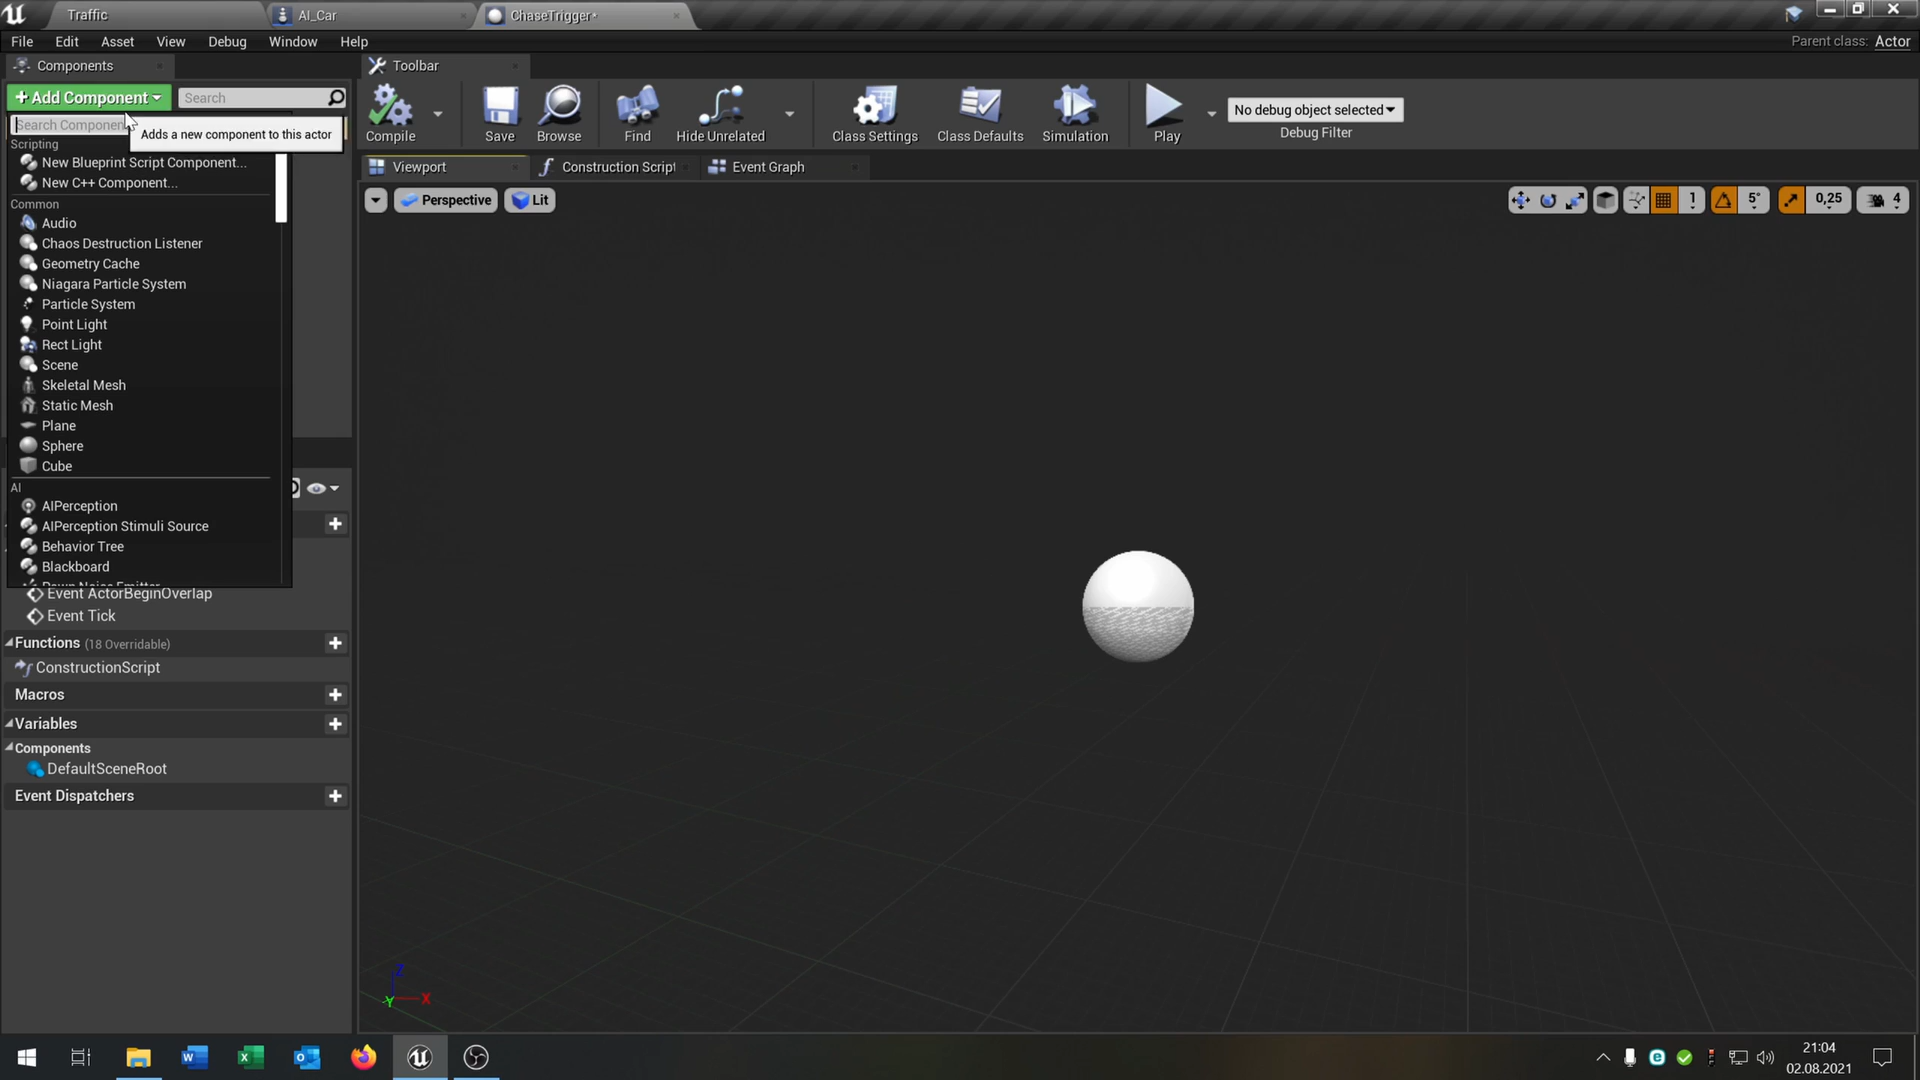 Traffic
AI_Car
ChaseTrigger*
File Edit Asset View Debug Window Help
Parent class: Actor
Components
Toolbar
+ Add Component
Search
Search Componen
Adds a new component to this actor
Compile
Save
Browse
Find
Hide Unrelated
Class Settings
Class Defaults
Simulation
Play
No debug object selected
Debug Filter
Scripting
New Blueprint Script Component...
New C++ Component...
Common
Audio
Chaos Destruction Listener
Geometry Cache
Niagara Particle System
Particle System
Point Light
Rect Light
Scene
Skeletal Mesh
Static Mesh
Plane
Sphere
Cube
AI
AIPerception
AIPerception Stimuli Source
Behavior Tree
Blackboard
Viewport
Construction Script
Event Graph
Perspective
Lit
1
5°
0,25
4
Event ActorBeginOverlap
Event Tick
Functions (18 Overridable)
ConstructionScript
Macros
Variables
Components
DefaultSceneRoot
Event Dispatchers
Z
Y
X
21:04
02.08.2021